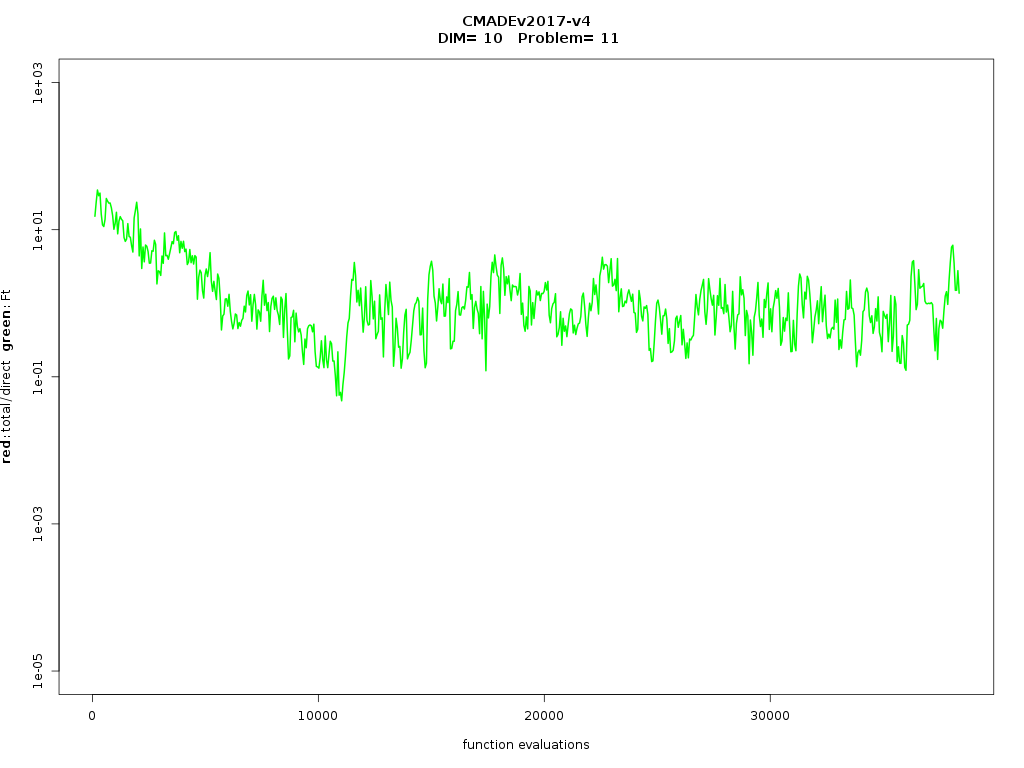 CMADEv2017-v4
DIM= 10 Problem= 11
1e+03
1e+01
1e-01
1e-03
1e-05
red:total/direct green:Ft
0 10000 20000 30000
function evaluations